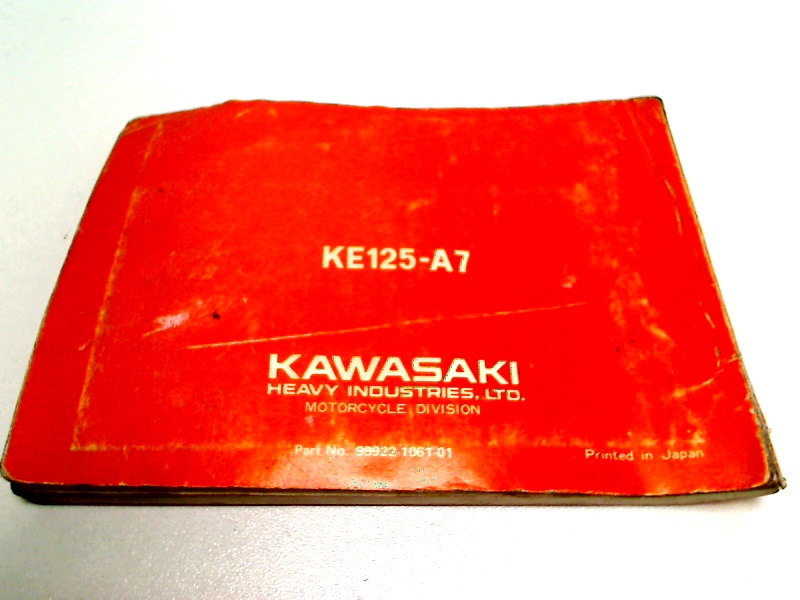 KE125-A7
KAWASAKI
HEAVY INDUSTRIES, LTD.
MOTORCYCLE DIVISION
Part No. 99922-1061-01
Printed in Japan